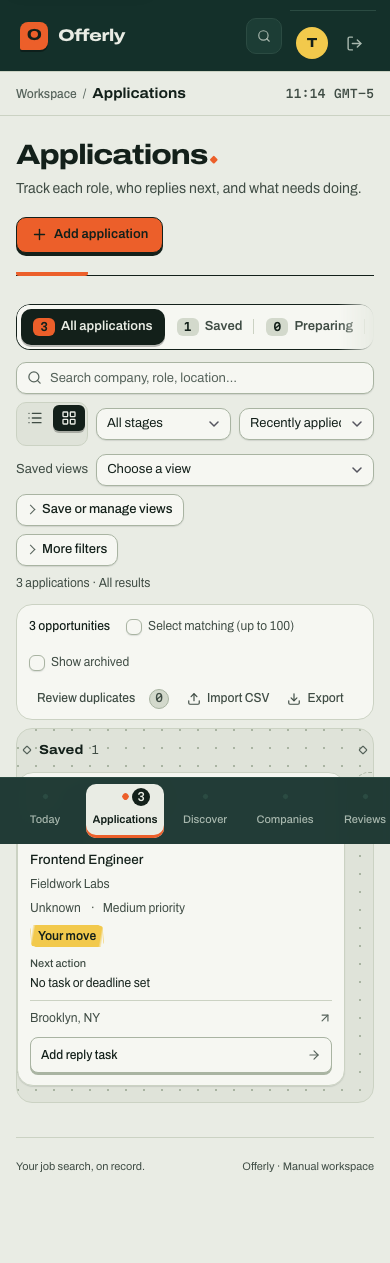 O Offerly T
Workspace / Applications 11:14 GMT-5
Applications
Track each role, who replies next, and what needs doing.
+ Add application
3 All applications 1 Saved 0 Preparing
Search company, role, location...
All stages Recently applied
Saved views Choose a view
Save or manage views
More filters
3 applications · All results
3 opportunities Select matching (up to 100)
Show archived
Review duplicates 0 Import CSV Export
Saved 1
3
Today Applications Discover Companies Reviews
Frontend Engineer
Fieldwork Labs
Unknown · Medium priority
Your move
Next action
No task or deadline set
Brooklyn, NY
Add reply task
Your job search, on record. Offerly · Manual workspace